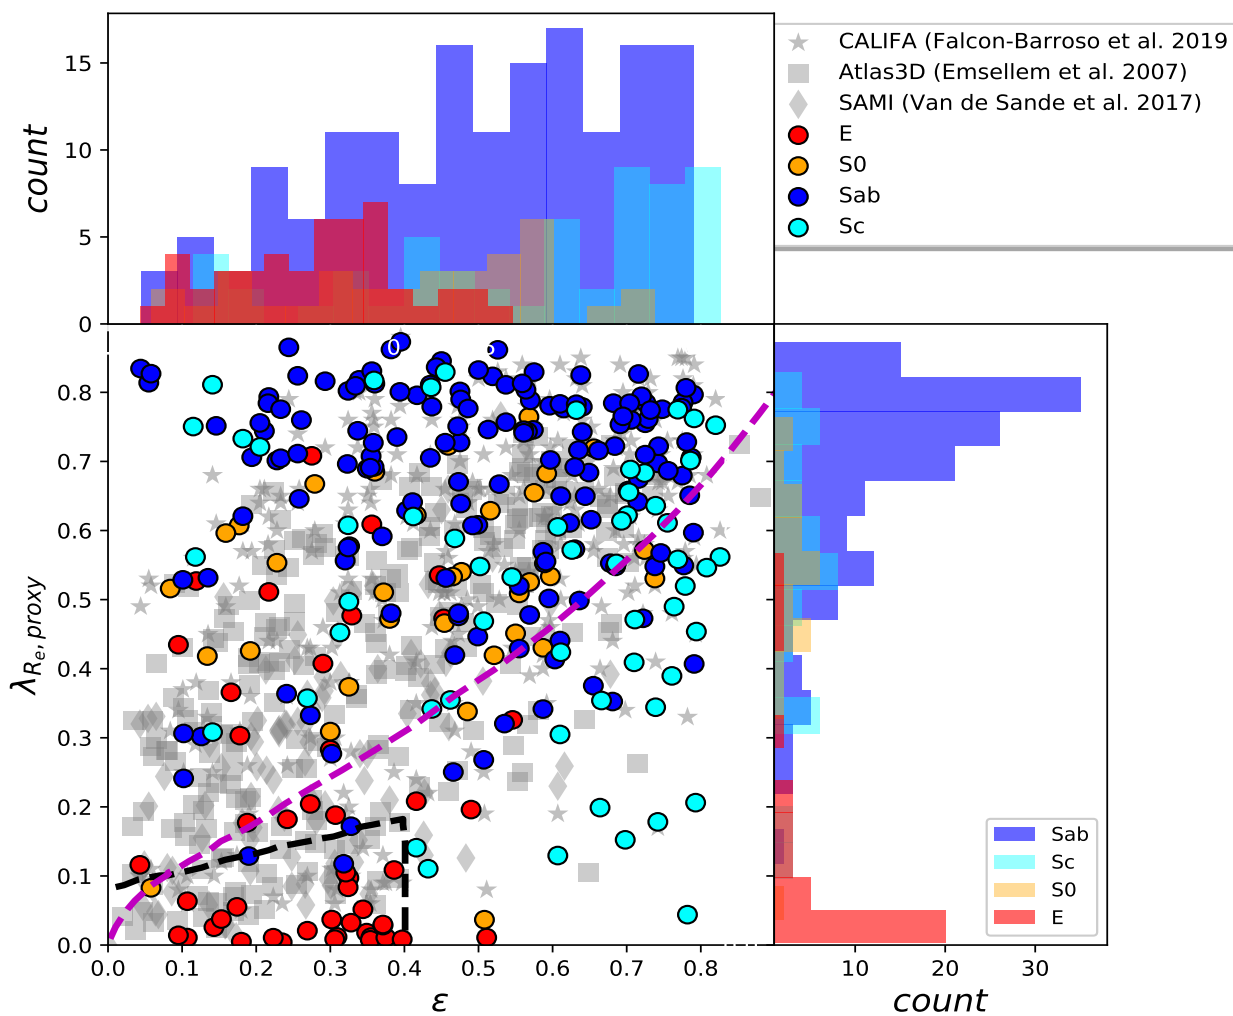 15
10
5
0
count
CALIFA (Falcon-Barroso et al. 2019
Atlas3D (Emsellem et al. 2007)
SAMI (Van de Sande et al. 2017)
E
S0
Sab
Sc
0.8
0.7
0.6
0.5
0.4
0.3
0.2
0.1
0.0
λRe, proxy
0.0 0.1 0.2 0.3 0.4 0.5 0.6 0.7 0.8
ε
Sab
Sc
S0
E
10 20 30
count